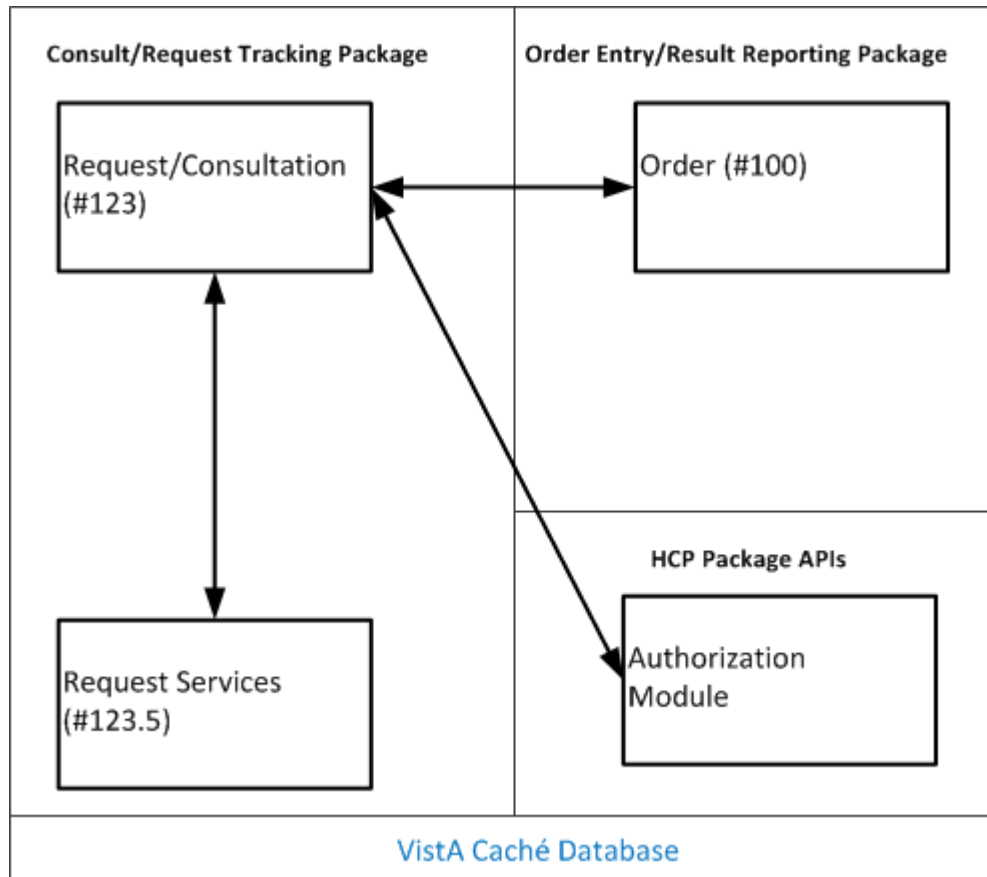 Consult/Request Tracking Package
Request/Consultation
(#123)
Request Services
(#123.5)
Order Entry/Result Reporting Package
Order (#100)
HCP Package APIs
Authorization
Module
VistA Caché Database